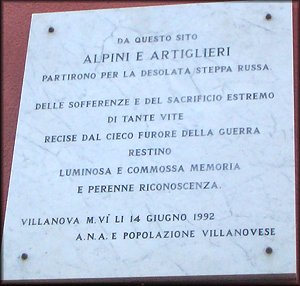 DA QUESTO SITO
ALPINI E ARTIGLIERI
PARTIRONO PER LA DESOLATA STEPPA RUSSA
DELLE SOFFERENZE E DEL SACRIFICIO ESTREMO
DI TANTE VITE
RECISE DAL CIECO FURORE DELLA GUERRA
RESTINO
LUMINOSA E COMMOSSA MEMORIA
E PERENNE RICONOSCENZA.
VILLANOVA M.VÍ LI 14 GIUGNO 1992
A.N.A. E POPOLAZIONE VILLANOVESE